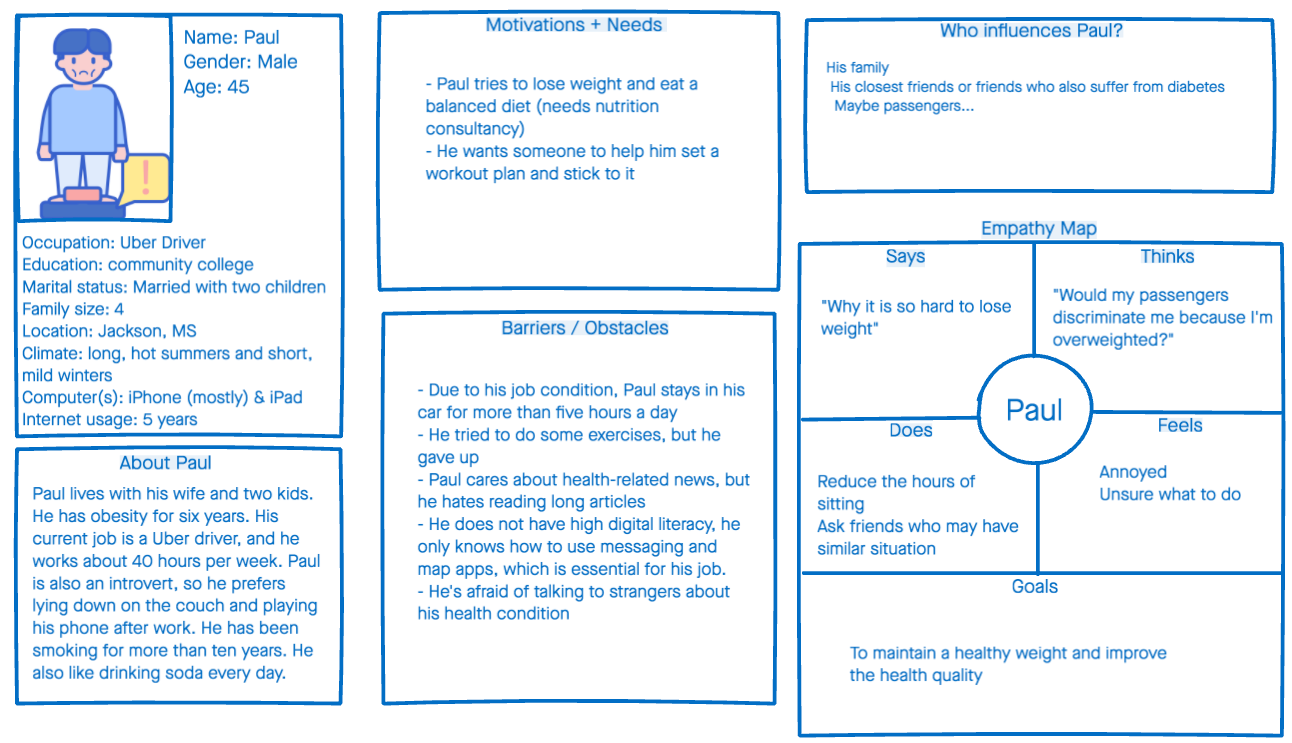 Name: Paul
Gender: Male
Age: 45
!
Occupation: Uber Driver
Education: community college
Marital status: Married with two children
Family size: 4
Location: Jackson, MS
Climate: long, hot summers and short,
mild winters
Computer(s): iPhone (mostly) & iPad
Internet usage: 5 years
About Paul
Paul lives with his wife and two kids.
He has obesity for six years. His
current job is a Uber driver, and he
works about 40 hours per week. Paul
is also an introvert, so he prefers
lying down on the couch and playing
his phone after work. He has been
smoking for more than ten years. He
also like drinking soda every day.
Motivations + Needs
- Paul tries to lose weight and eat a
balanced diet (needs nutrition
consultancy)
- He wants someone to help him set a
workout plan and stick to it
Barriers / Obstacles
- Due to his job condition, Paul stays in his
car for more than five hours a day
- He tried to do some exercises, but he
gave up
- Paul cares about health-related news, but
he hates reading long articles
- He does not have high digital literacy, he
only knows how to use messaging and
map apps, which is essential for his job.
- He's afraid of talking to strangers about
his health condition
Who influences Paul?
His family
His closest friends or friends who also suffer from diabetes
Maybe passengers...
Empathy Map
Says
"Why it is so hard to lose
weight"
Thinks
"Would my passengers
discriminate me because I'm
overweighted?"
Paul
Does
Reduce the hours of
sitting
Ask friends who may have
similar situation
Feels
Annoyed
Unsure what to do
Goals
To maintain a healthy weight and improve
the health quality